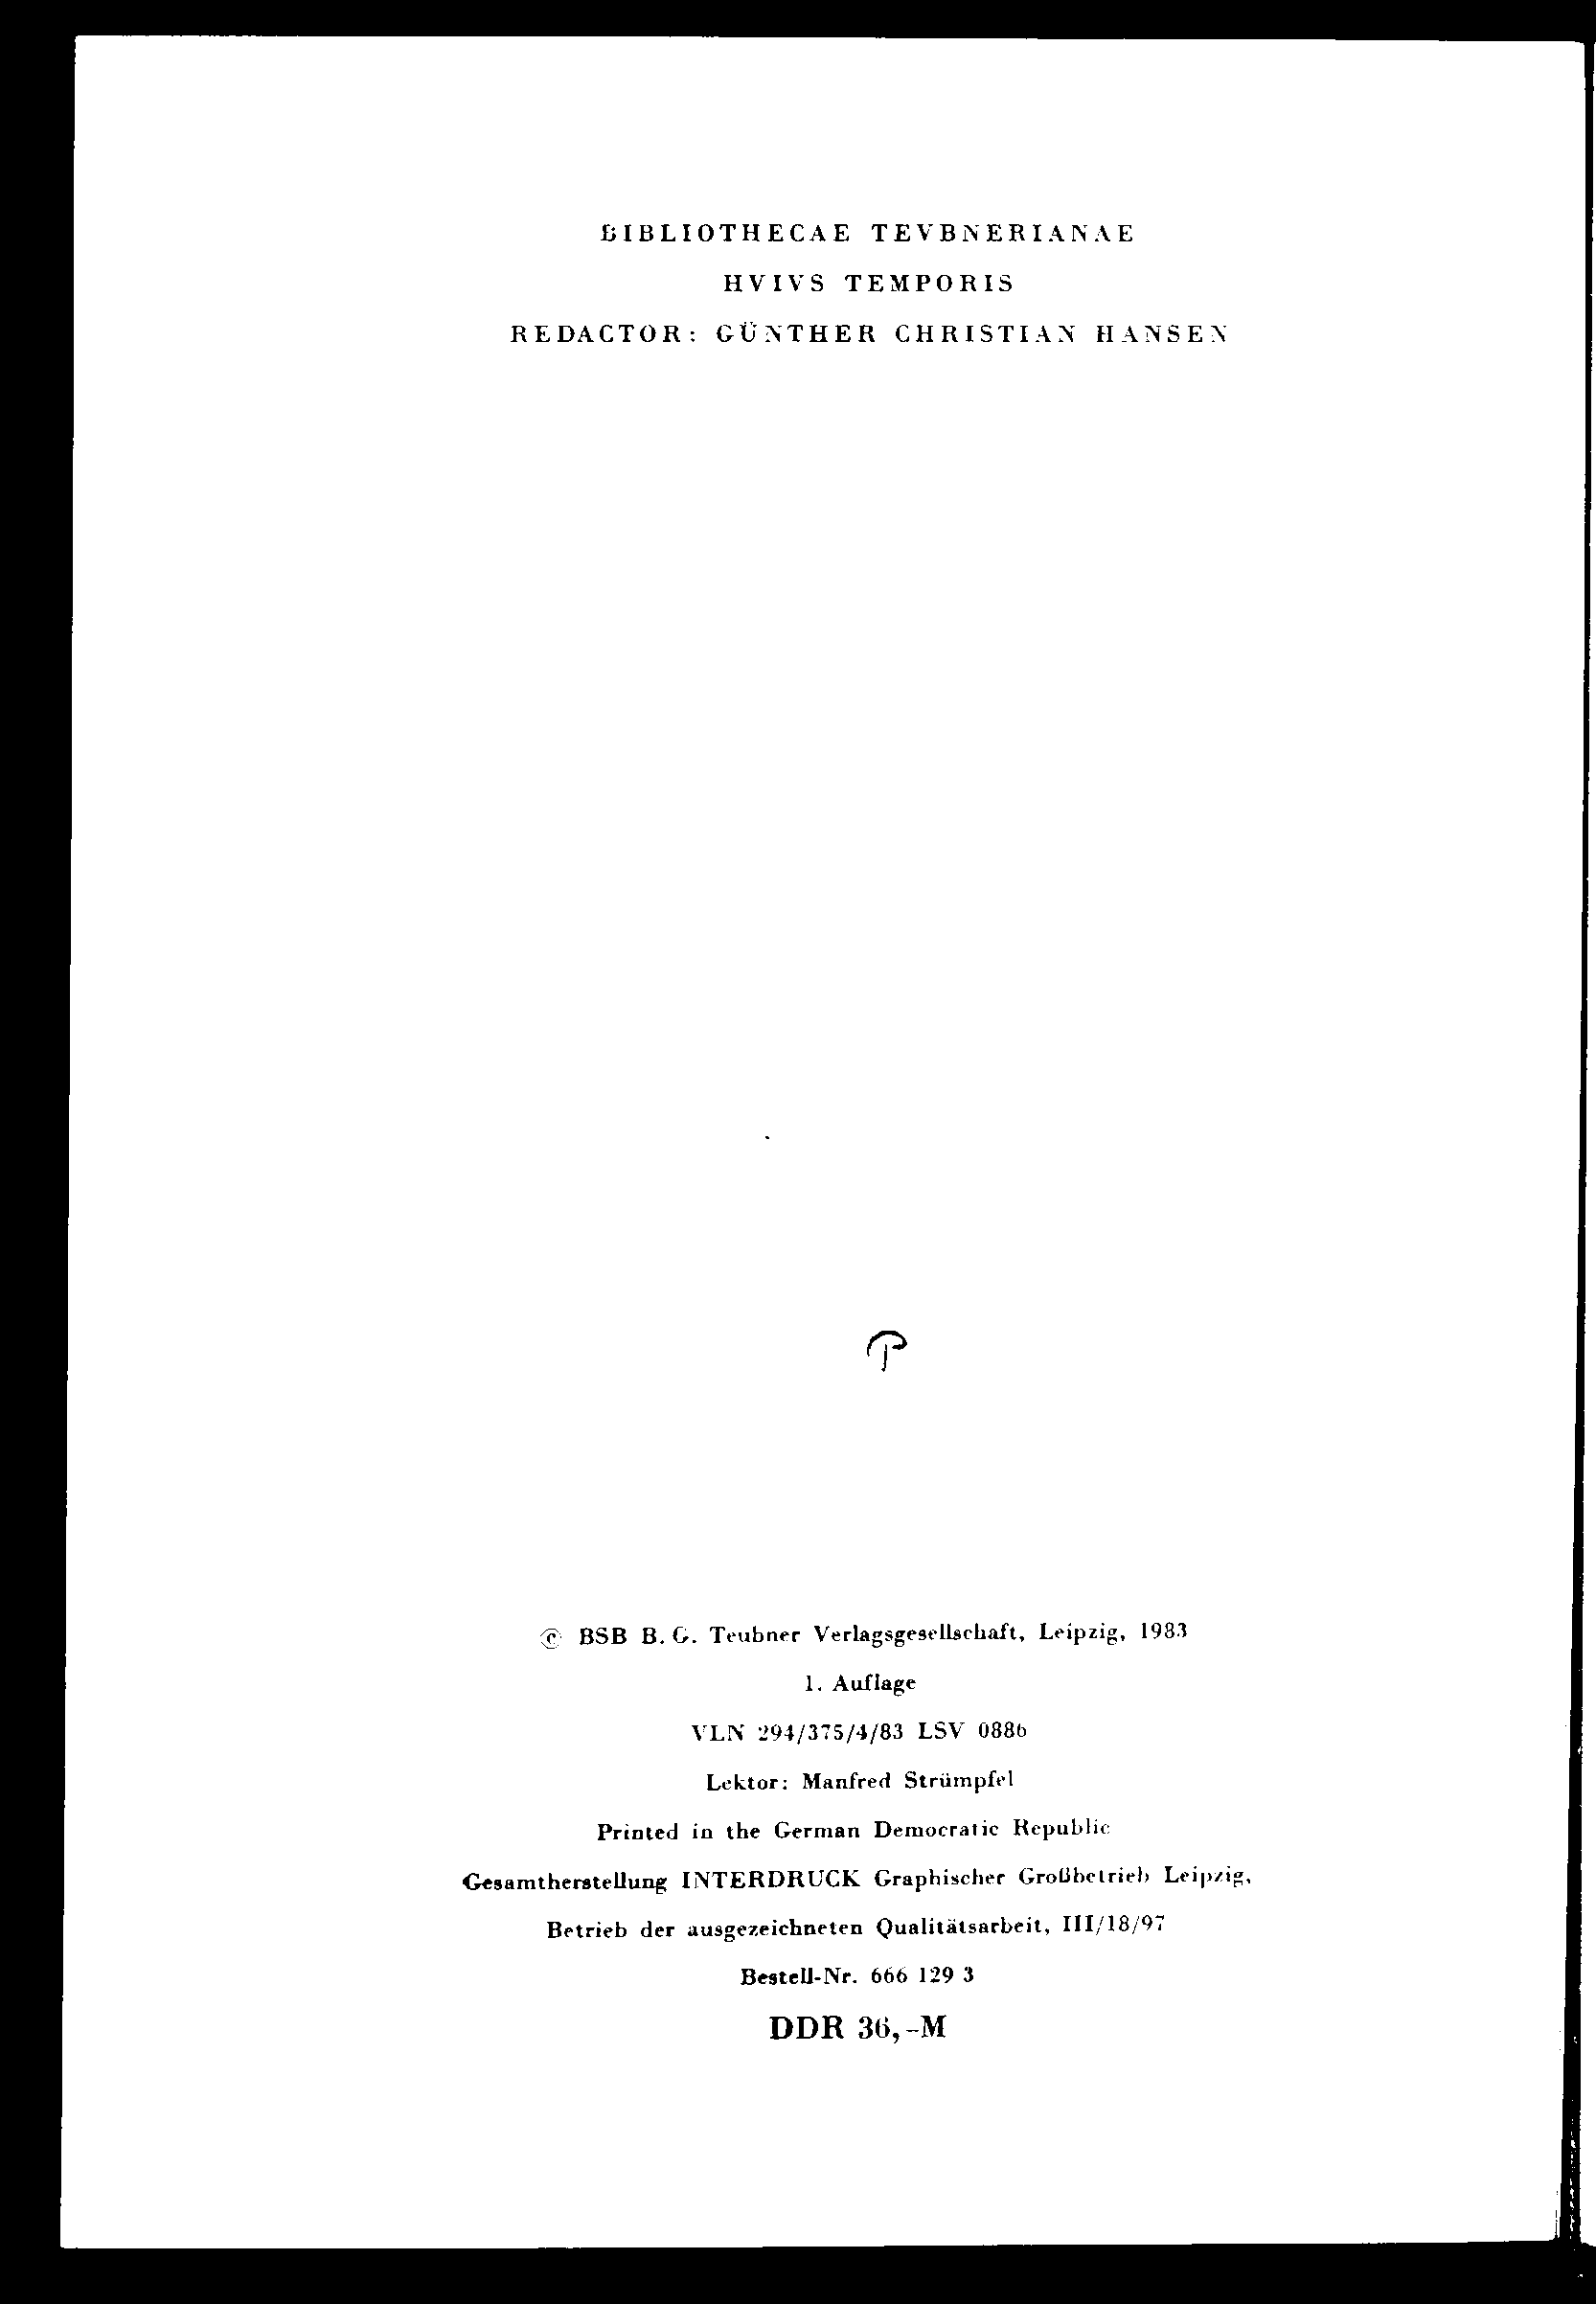 BIBLIOTHECAE TEVBNERIANAE
HVIVS TEMPORIS
REDACTOR: GÜNTHER CHRISTIAN HANSEN
© BSB B. G. Teubner Verlagsgesellschaft, Leipzig, 1983
1. Auflage
VLN 294/375/4/83 LSV 0886
Lektor: Manfred Strümpfel
Printed in the German Democratic Republic
Gesamtherstellung INTERDRUCK Graphischer Großbetrieb Leipzig,
Betrieb der ausgezeichneten Qualitätsarbeit, III/18/97
Bestell-Nr. 666 129 3
DDR 36,–M